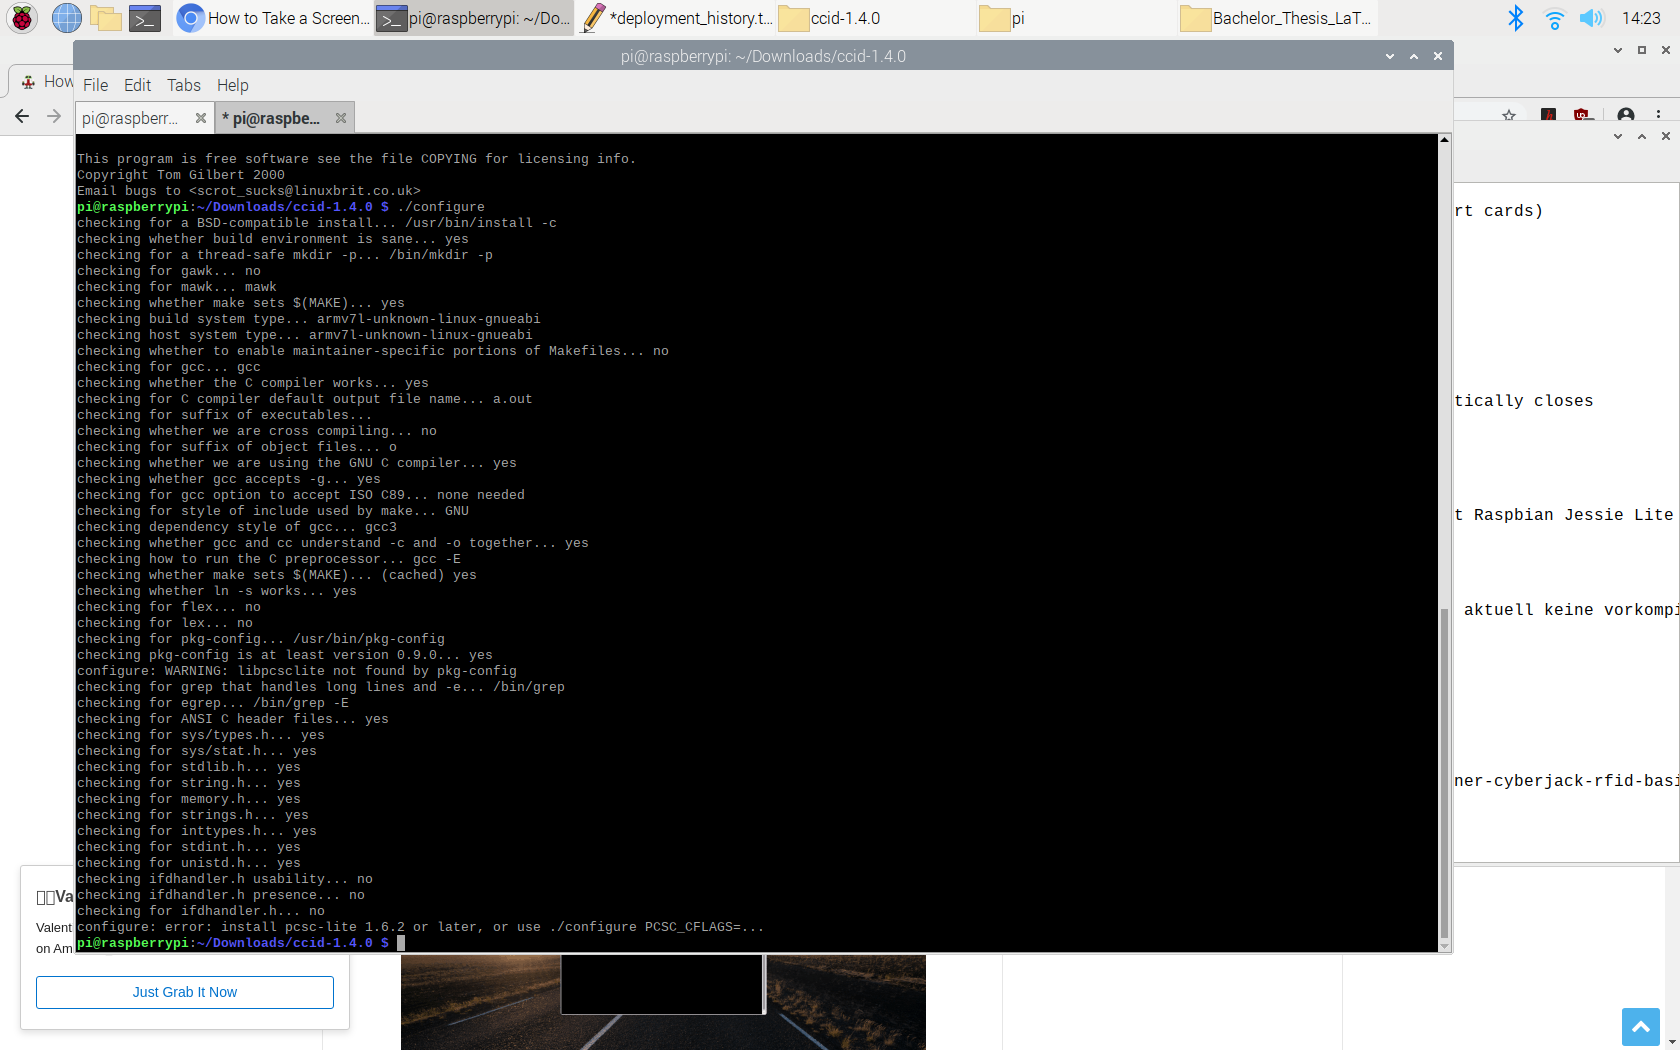 How to Take a Screen...
pi@raspberrypi: ~/Do...
*deployment_history.t...
ccid-1.4.0
pi
Bachelor_Thesis_LaT...
14:23
pi@raspberrypi: ~/Downloads/ccid-1.4.0
How
File Edit Tabs Help
pi@raspberr...
* pi@raspbe...
This program is free software see the file COPYING for licensing info.
Copyright Tom Gilbert 2000
Email bugs to <scrot_sucks@linuxbrit.co.uk>
pi@raspberrypi:~/Downloads/ccid-1.4.0 $ ./configure
checking for a BSD-compatible install... /usr/bin/install -c
checking whether build environment is sane... yes
checking for a thread-safe mkdir -p... /bin/mkdir -p
checking for gawk... no
checking for mawk... mawk
checking whether make sets $(MAKE)... yes
checking build system type... armv7l-unknown-linux-gnueabi
checking host system type... armv7l-unknown-linux-gnueabi
checking whether to enable maintainer-specific portions of Makefiles... no
checking for gcc... gcc
checking whether the C compiler works... yes
checking for C compiler default output file name... a.out
checking for suffix of executables...
checking whether we are cross compiling... no
checking for suffix of object files... o
checking whether we are using the GNU C compiler... yes
checking whether gcc accepts -g... yes
checking for gcc option to accept ISO C89... none needed
checking for style of include used by make... GNU
checking dependency style of gcc... gcc3
checking whether gcc and cc understand -c and -o together... yes
checking how to run the C preprocessor... gcc -E
checking whether make sets $(MAKE)... (cached) yes
checking whether ln -s works... yes
checking for flex... no
checking for lex... no
checking for pkg-config... /usr/bin/pkg-config
checking pkg-config is at least version 0.9.0... yes
configure: WARNING: libpcsclite not found by pkg-config
checking for grep that handles long lines and -e... /bin/grep
checking for egrep... /bin/grep -E
checking for ANSI C header files... yes
checking for sys/types.h... yes
checking for sys/stat.h... yes
checking for stdlib.h... yes
checking for string.h... yes
checking for memory.h... yes
checking for strings.h... yes
checking for inttypes.h... yes
checking for stdint.h... yes
checking for unistd.h... yes
checking ifdhandler.h usability... no
checking ifdhandler.h presence... no
checking for ifdhandler.h... no
configure: error: install pcsc-lite 1.6.2 or later, or use ./configure PCSC_CFLAGS=...
pi@raspberrypi:~/Downloads/ccid-1.4.0 $
rt cards)
tically closes
t Raspbian Jessie Lite
aktuell keine vorkompi
ner-cyberjack-rfid-basi
Va
Valent
on Am
Just Grab It Now